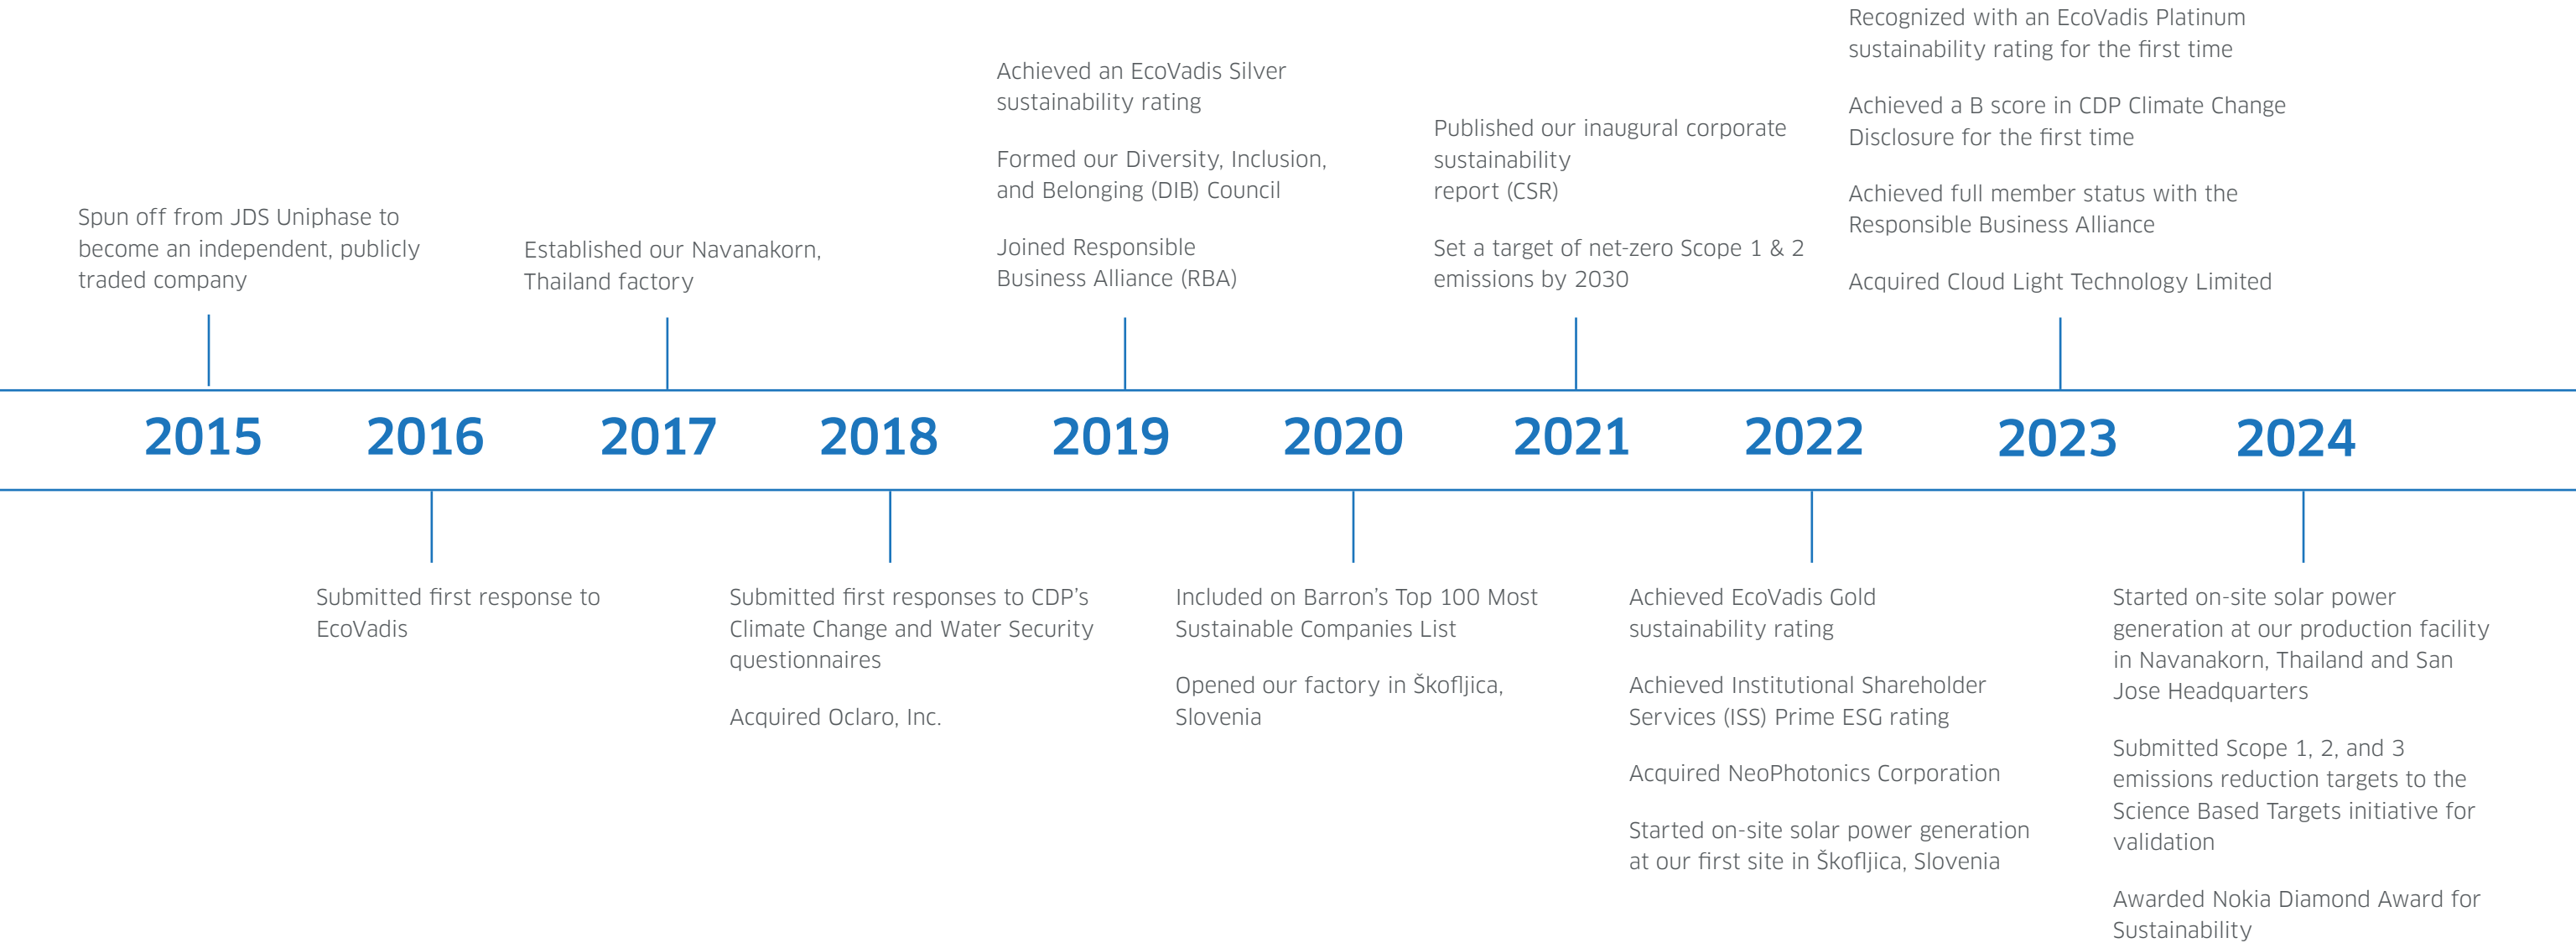 Spun off from JDS Uniphase to
become an independent, publicly
traded company
Established our Navanakorn,
Thailand factory
Achieved an EcoVadis Silver
sustainability rating
Formed our Diversity, Inclusion,
and Belonging (DIB) Council
Joined Responsible
Business Alliance (RBA)
Published our inaugural corporate
sustainability
report (CSR)
Set a target of net-zero Scope 1 & 2
emissions by 2030
Recognized with an EcoVadis Platinum
sustainability rating for the first time
Achieved a B score in CDP Climate Change
Disclosure for the first time
Achieved full member status with the
Responsible Business Alliance
Acquired Cloud Light Technology Limited
2015 2016 2017 2018 2019 2020 2021 2022 2023 2024
Submitted first response to
EcoVadis
Submitted first responses to CDP’s
Climate Change and Water Security
questionnaires
Acquired Oclaro, Inc.
Included on Barron’s Top 100 Most
Sustainable Companies List
Opened our factory in Škofljica,
Slovenia
Achieved EcoVadis Gold
sustainability rating
Achieved Institutional Shareholder
Services (ISS) Prime ESG rating
Acquired NeoPhotonics Corporation
Started on-site solar power generation
at our first site in Škofljica, Slovenia
Started on-site solar power
generation at our production facility
in Navanakorn, Thailand and San
Jose Headquarters
Submitted Scope 1, 2, and 3
emissions reduction targets to the
Science Based Targets initiative for
validation
Awarded Nokia Diamond Award for
Sustainability